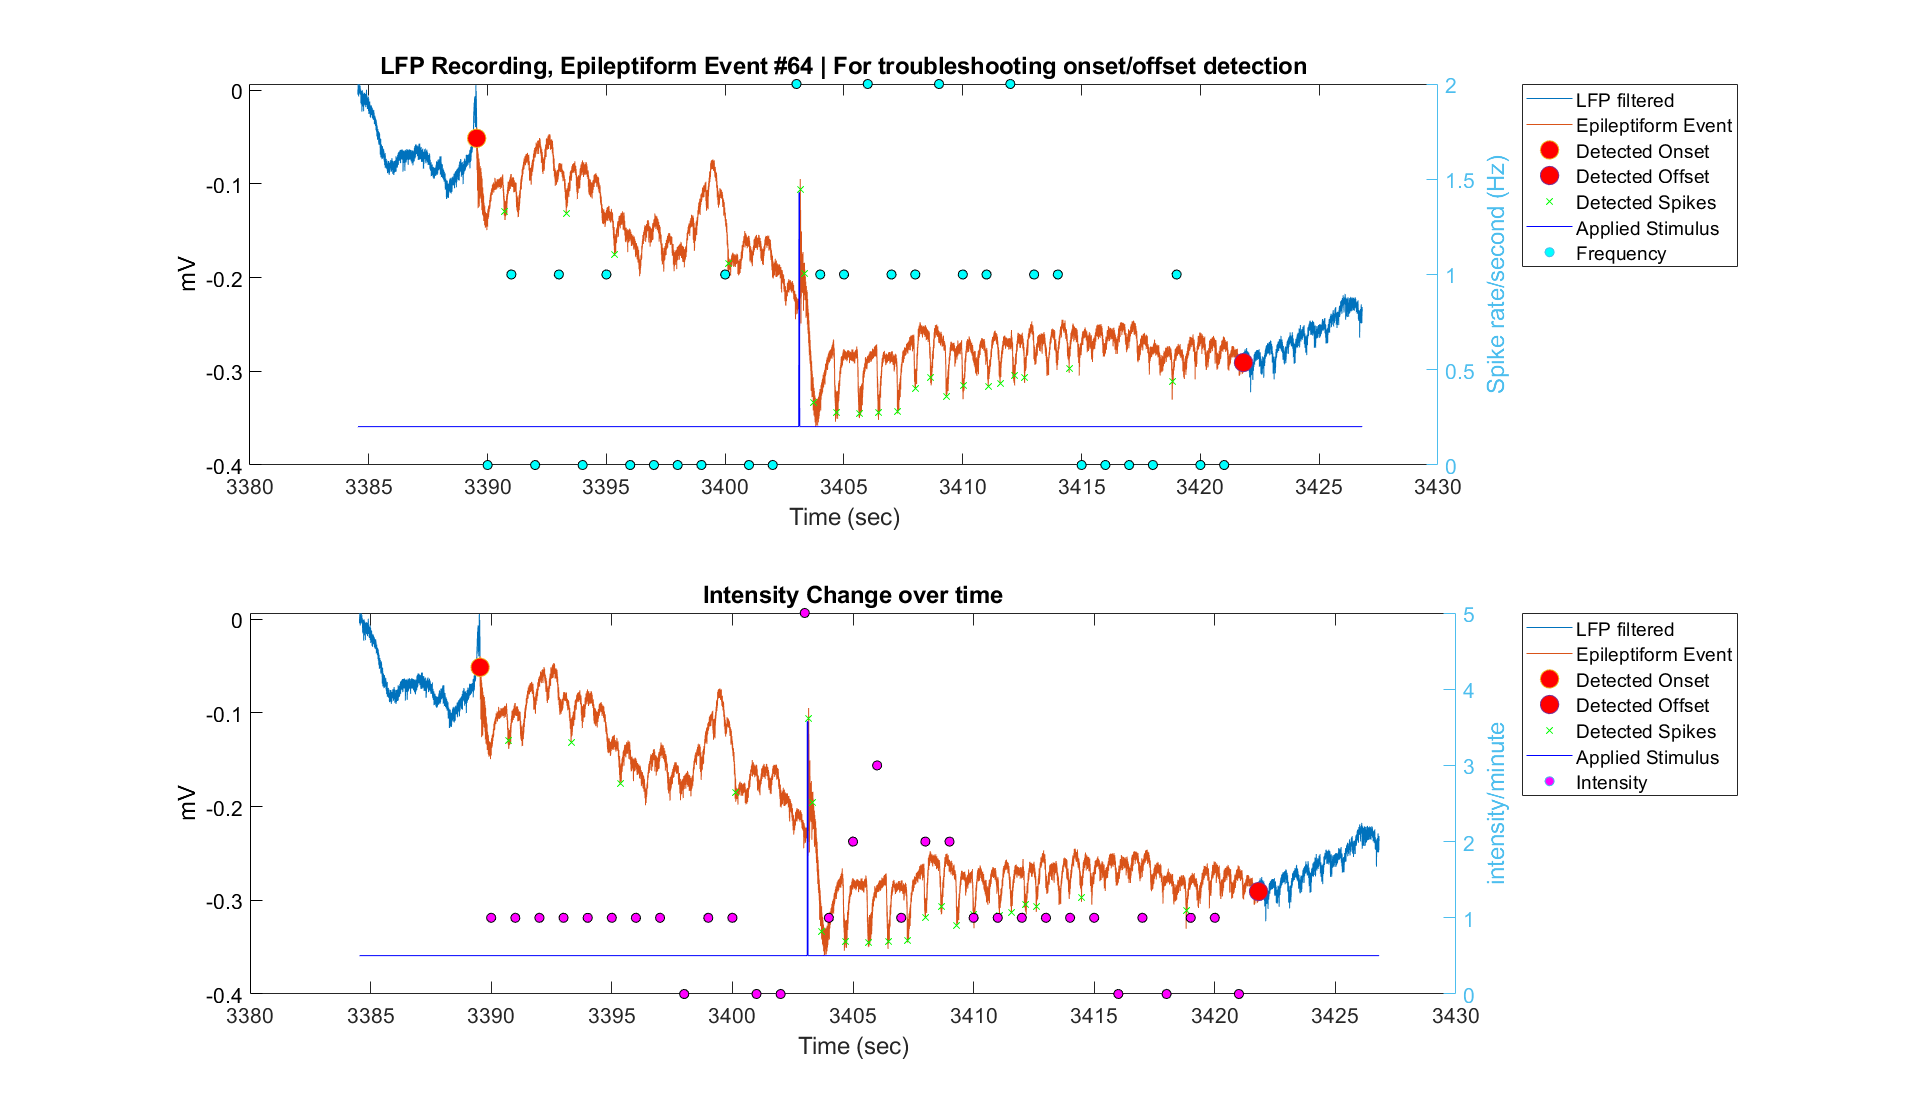 LFP Recording, Epileptiform Event #64 | For troubleshooting onset/offset detection
0
-0.1
-0.2
-0.3
-0.4
mV
3380 3385 3390 3395 3400 3405 3410 3415 3420 3425 3430
Time (sec)
2
1.5
1
0.5
0
Spike rate/second (Hz)
LFP filtered
Epileptiform Event
Detected Onset
Detected Offset
Detected Spikes
Applied Stimulus
Frequency
Intensity Change over time
0
-0.1
-0.2
-0.3
-0.4
mV
3380 3385 3390 3395 3400 3405 3410 3415 3420 3425 3430
Time (sec)
5
4
3
2
1
0
intensity/minute
LFP filtered
Epileptiform Event
Detected Onset
Detected Offset
Detected Spikes
Applied Stimulus
Intensity